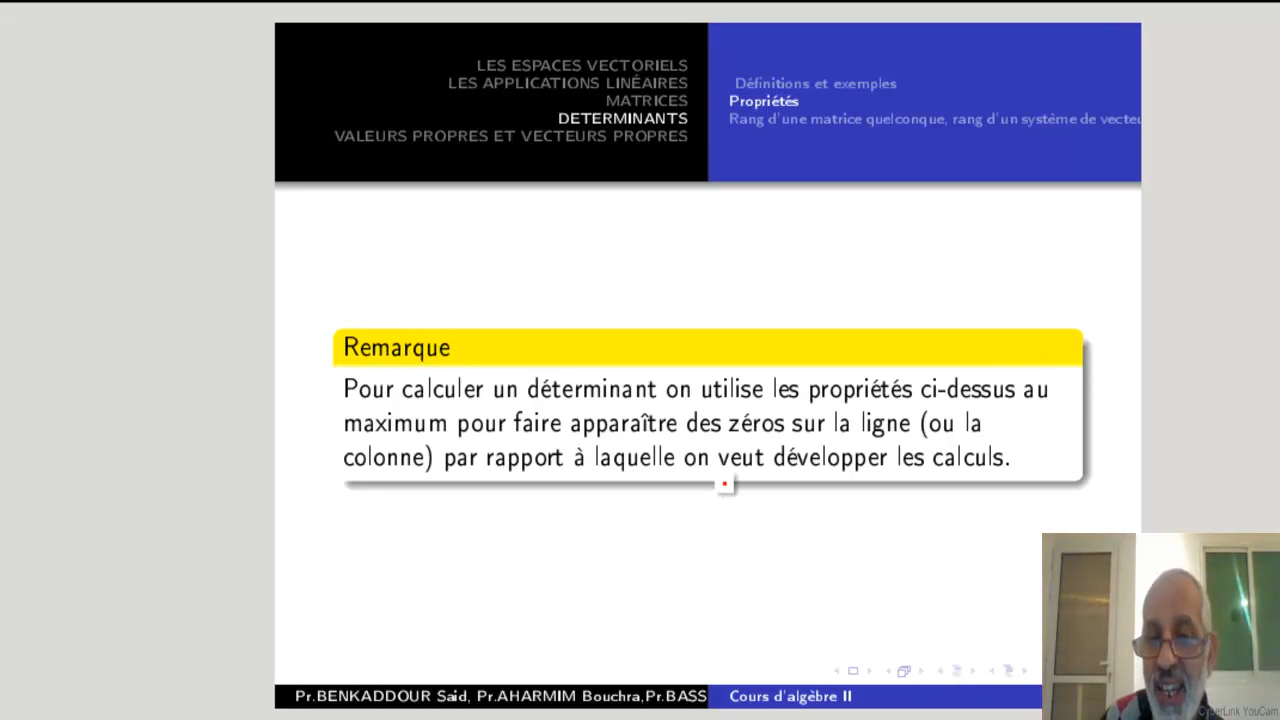 LES ESPACES VECTORIELS
LES APPLICATIONS LINÉAIRES
MATRICES
DETERMINANTS
VALEURS PROPRES ET VECTEURS PROPRES
Définitions et exemples
Propriétés
Rang d'une matrice quelconque, rang d'un système de vecteu
Remarque
Pour calculer un déterminant on utilise les propriétés ci-dessus au
maximum pour faire apparaître des zéros sur la ligne (ou la
colonne) par rapport à laquelle on veut développer les calculs.
Pr.BENKADDOUR Said, Pr.AHARMIM Bouchra,Pr.BASS
Cours d'algèbre II
CyberLink YouCam